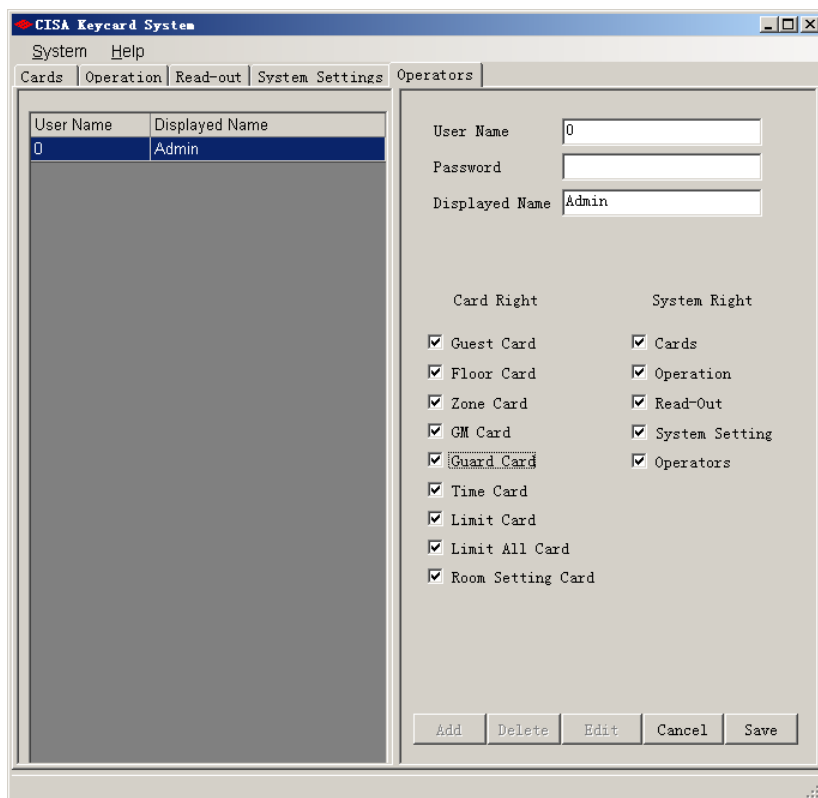 CISA Keycard System
System Help
Cards Operation Read-out System Settings Operators
User Name Displayed Name
0 Admin
User Name 0
Password
Displayed Name Admin
Card Right System Right
Guest Card Cards
Floor Card Operation
Zone Card Read-Out
GM Card System Setting
Guard Card Operators
Time Card
Limit Card
Limit All Card
Room Setting Card
Add Delete Edit Cancel Save